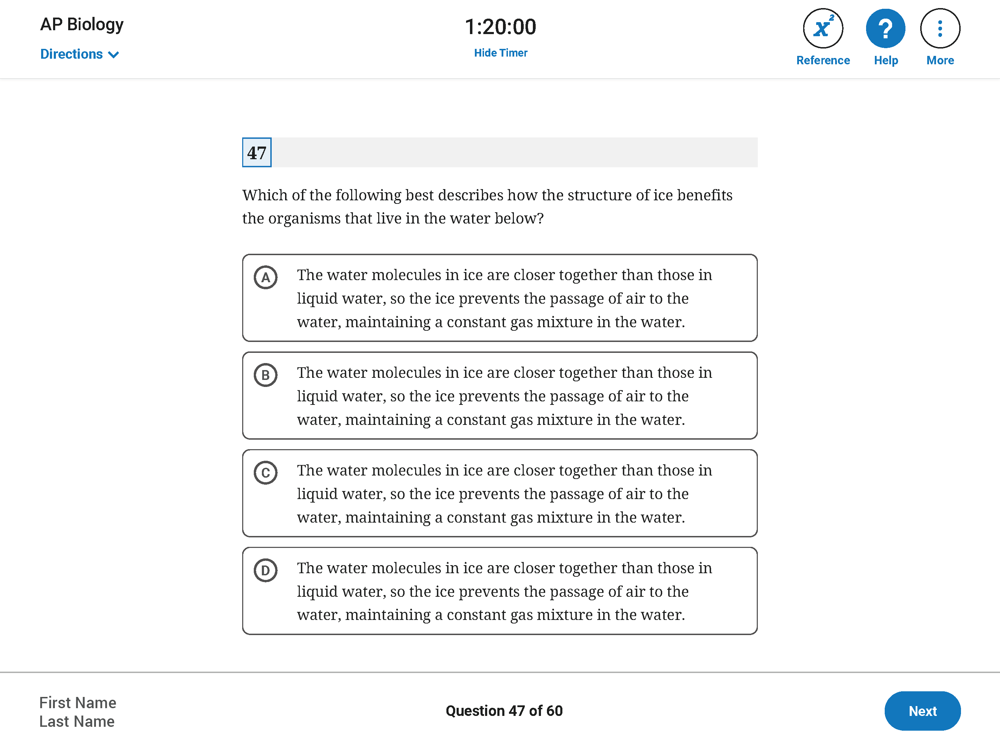 AP Biology
Directions
1:20:00
Hide Timer
x²
Reference
?
Help
More
47
Which of the following best describes how the structure of ice benefits
the organisms that live in the water below?
A
The water molecules in ice are closer together than those in
liquid water, so the ice prevents the passage of air to the
water, maintaining a constant gas mixture in the water.
B
The water molecules in ice are closer together than those in
liquid water, so the ice prevents the passage of air to the
water, maintaining a constant gas mixture in the water.
C
The water molecules in ice are closer together than those in
liquid water, so the ice prevents the passage of air to the
water, maintaining a constant gas mixture in the water.
D
The water molecules in ice are closer together than those in
liquid water, so the ice prevents the passage of air to the
water, maintaining a constant gas mixture in the water.
First Name
Last Name
Question 47 of 60
Next